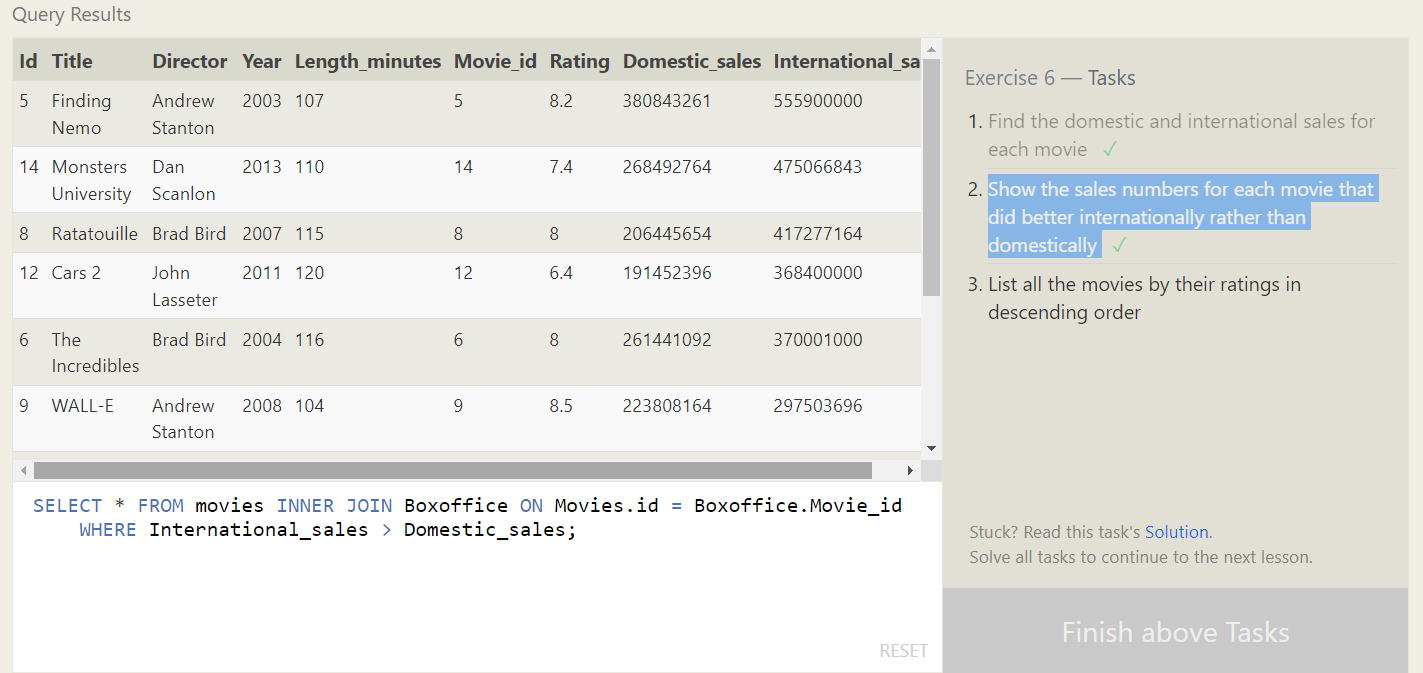 Query Results
Id Title Director Year Length_minutes Movie_id Rating Domestic_sales International_sa
5 Finding Andrew 2003 107 5 8.2 380843261 555900000
Nemo Stanton
14 Monsters Dan 2013 110 14 7.4 268492764 475066843
University Scanlon
8 Ratatouille Brad Bird 2007 115 8 8 206445654 417277164
12 Cars 2 John 2011 120 12 6.4 191452396 368400000
Lasseter
6 The Brad Bird 2004 116 6 8 261441092 370001000
Incredibles
9 WALL-E Andrew 2008 104 9 8.5 223808164 297503696
Stanton
SELECT * FROM movies INNER JOIN Boxoffice ON Movies.id = Boxoffice.Movie_id
WHERE International_sales > Domestic_sales;
RESET
Exercise 6 — Tasks
1. Find the domestic and international sales for
each movie ✓
2. Show the sales numbers for each movie that
did better internationally rather than
domestically ✓
3. List all the movies by their ratings in
descending order
Stuck? Read this task's Solution.
Solve all tasks to continue to the next lesson.
Finish above Tasks